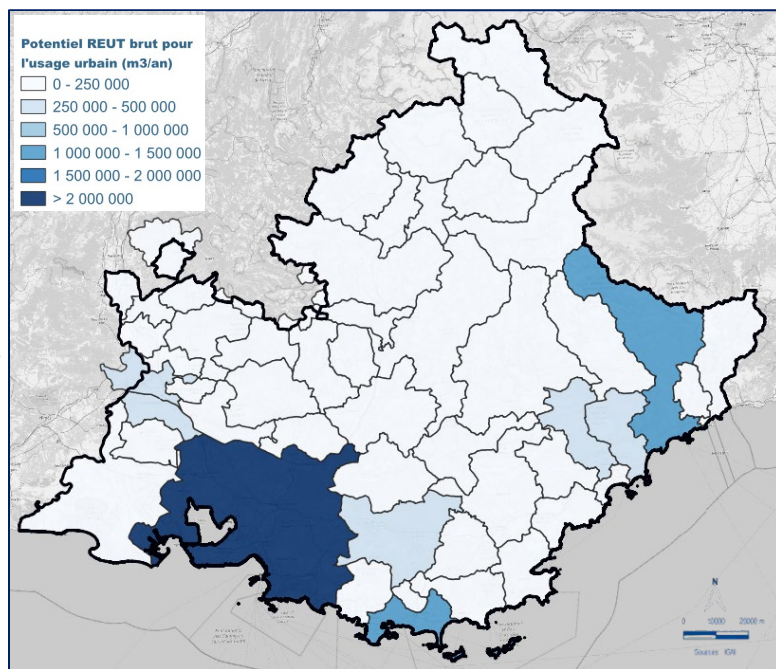 Potentiel REUT brut pour
l'usage urbain (m3/an)
0 - 250 000
250 000 - 500 000
500 000 - 1 000 000
1 000 000 - 1 500 000
1 500 000 - 2 000 000
> 2 000 000
N
0 10000 20000 m
Sources IGN